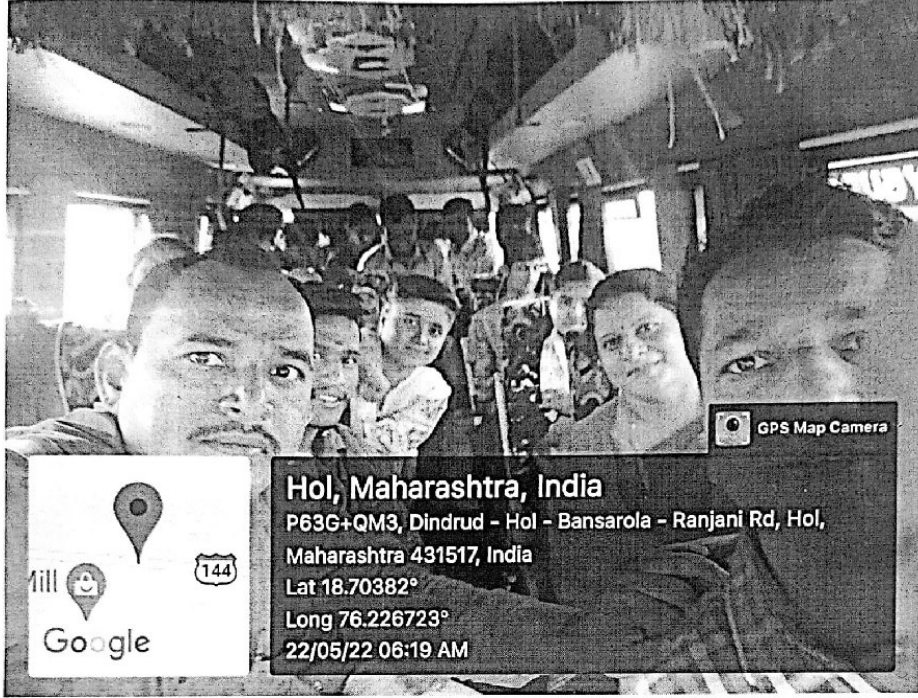 GPS Map Camera
Hol, Maharashtra, India
P63G+QM3, Dindrud - Hol - Bansarola - Ranjani Rd, Hol,
Maharashtra 431517, India
Lat 18.70382°
Long 76.226723°
22/05/22 06:19 AM
144
Mill
Google